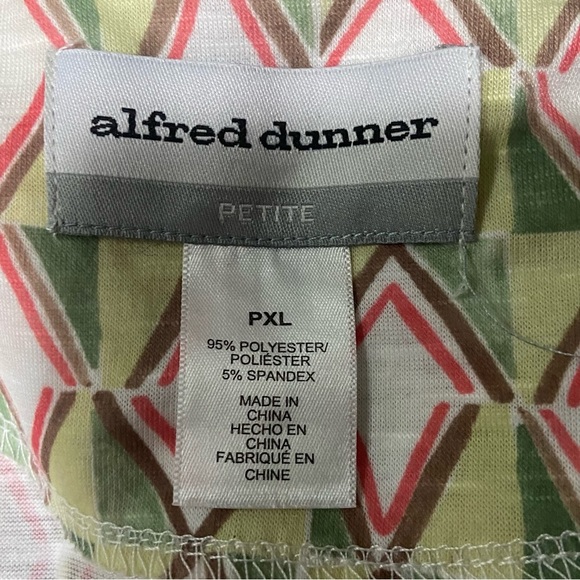 alfred dunner
PETITE
PXL
95% POLYESTER/
POLIÉSTER
5% SPANDEX
MADE IN
CHINA
HECHO EN
CHINA
FABRIQUÉ EN
CHINE